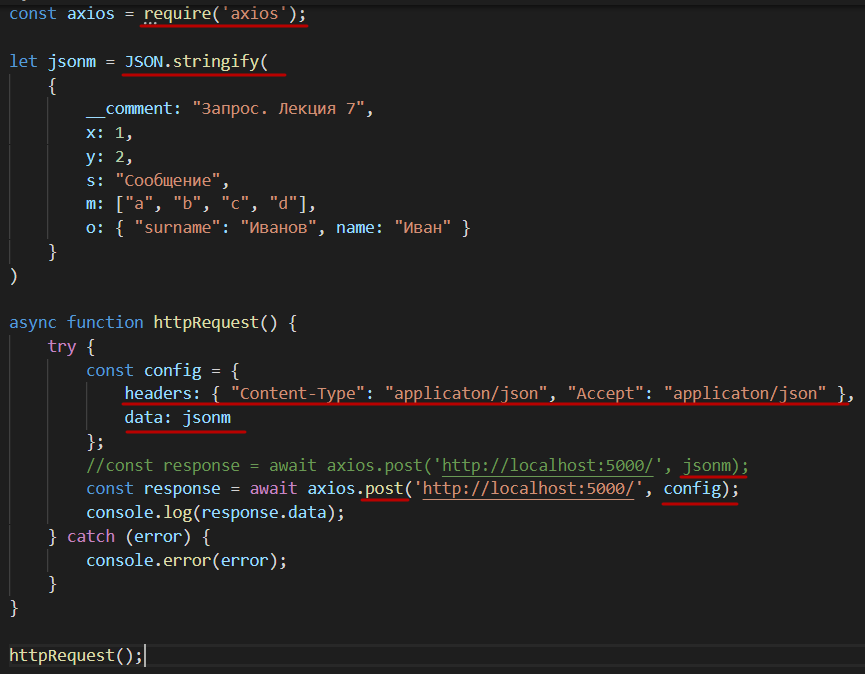 const axios = require('axios');
let jsonm = JSON.stringify(
{
__comment: "Запрос. Лекция 7",
x: 1,
y: 2,
s: "Сообщение",
m: ["a", "b", "c", "d"],
o: { "surname": "Иванов", name: "Иван" }
}
)
async function httpRequest() {
try {
const config = {
headers: { "Content-Type": "applicaton/json", "Accept": "applicaton/json" },
data: jsonm
};
//const response = await axios.post('http://localhost:5000/', jsonm);
const response = await axios.post('http://localhost:5000/', config);
console.log(response.data);
} catch (error) {
console.error(error);
}
}
httpRequest();